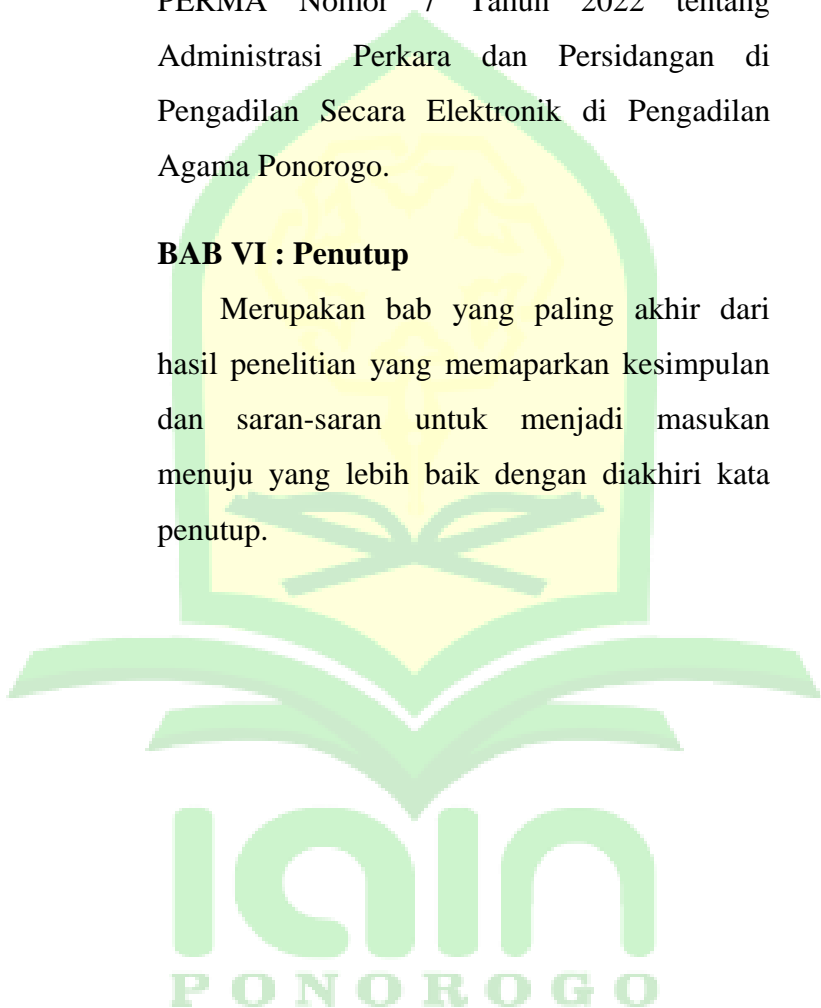 PERMA Nomor 7 Tahun 2022 tentang
Administrasi Perkara dan Persidangan di
Pengadilan Secara Elektronik di Pengadilan
Agama Ponorogo.
BAB VI : Penutup
Merupakan bab yang paling akhir dari
hasil penelitian yang memaparkan kesimpulan
dan saran-saran untuk menjadi masukan
menuju yang lebih baik dengan diakhiri kata
penutup.
IAIN
PONOROGO